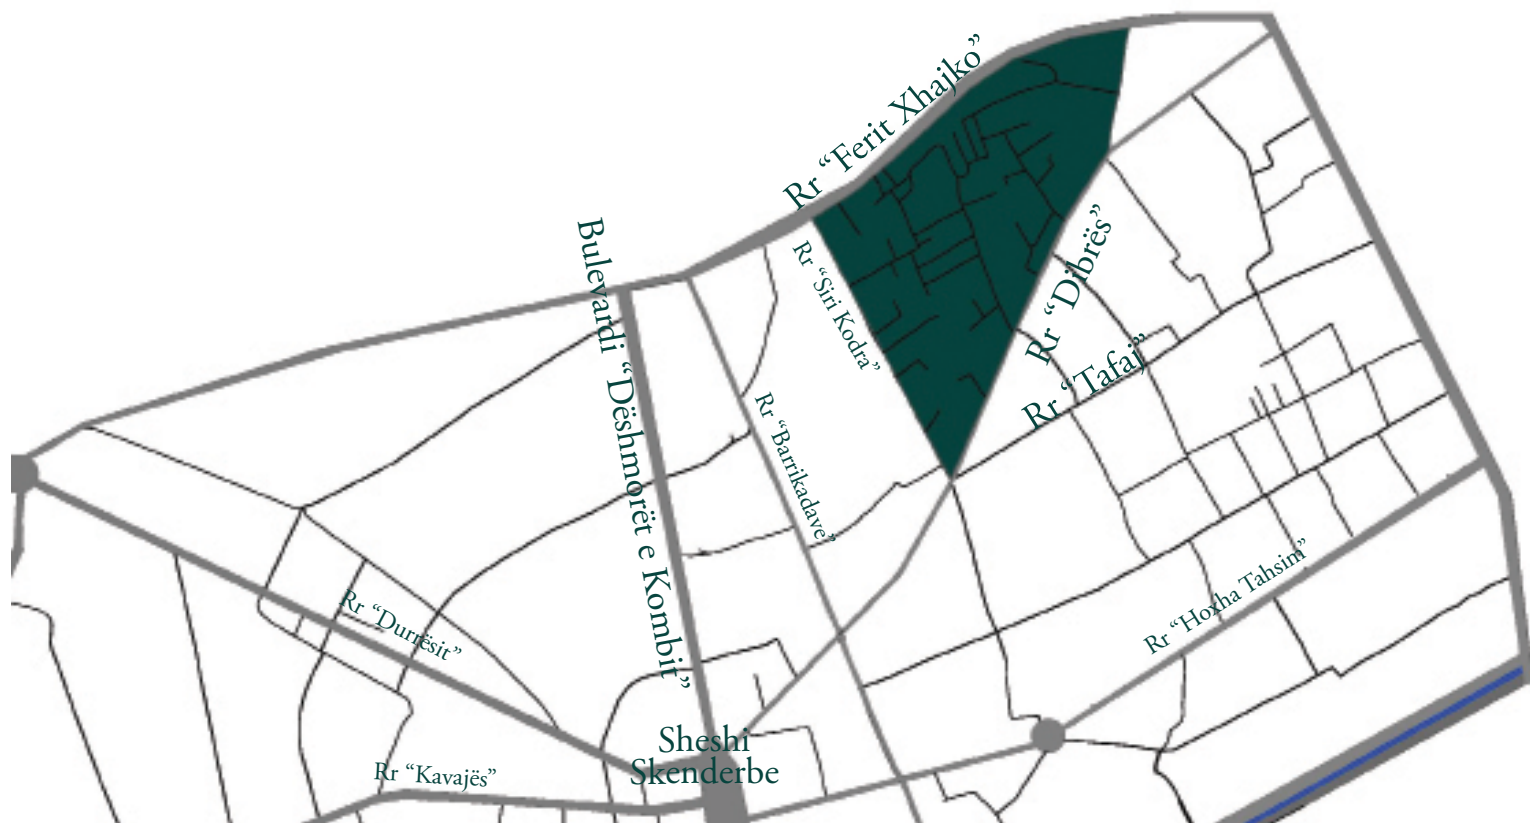 Rr “Ferit Xhajko”
Bulevardi “Dëshmorët e Kombit”
Rr “Siri Kodra”
Rr “Dibrës”
Rr “Tafaj”
Rr “Barrikadave”
Rr “Hoxha Tahsim”
Rr “Durrësit”
Sheshi
Skenderbe
Rr “Kavajës”